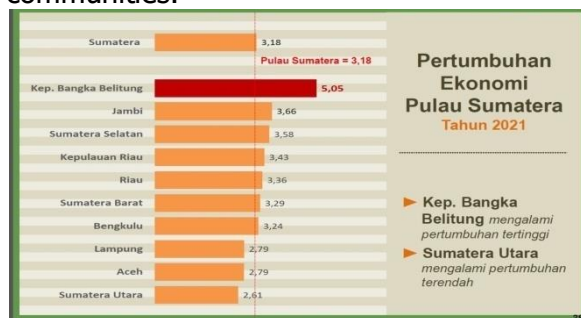 communities.
Sumatera 3,18
Pulau Sumatera = 3,18
Kep. Bangka Belitung 5,05
Jambi 3,66
Sumatera Selatan 3,58
Kepulauan Riau 3,43
Riau 3,36
Sumatera Barat 3,29
Bengkulu 3,24
Lampung 2,79
Aceh 2,79
Sumatera Utara 2,61
Pertumbuhan
Ekonomi
Pulau Sumatera
Tahun 2021
Kep. Bangka
Belitung mengalami
pertumbuhan tertinggi
Sumatera Utara
mengalami pertumbuhan
terendah